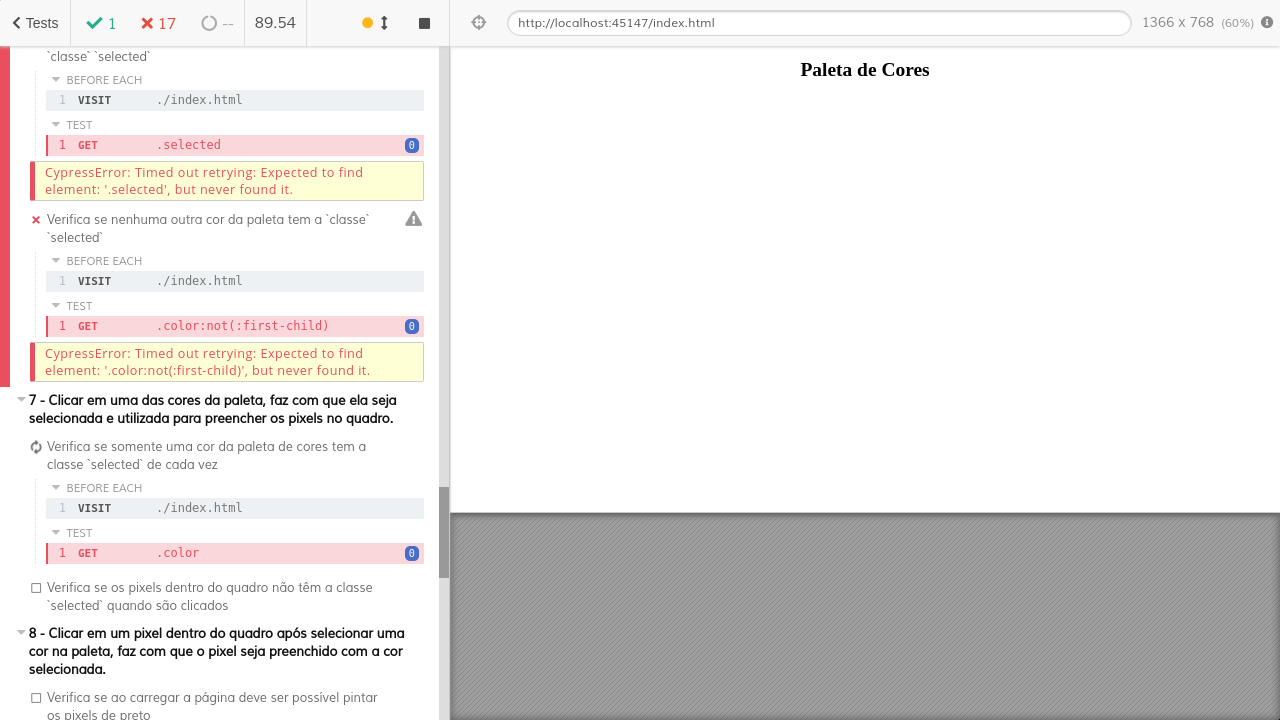 Tests 1 17 -- 89.54 http://localhost:45147/index.html 1366 x 768 (60%)
`classe` `selected`
BEFORE EACH
1 VISIT ./index.html
TEST
1 GET .selected 0
CypressError: Timed out retrying: Expected to find
element: '.selected', but never found it.
Verifica se nenhuma outra cor da paleta tem a `classe`
`selected`
BEFORE EACH
1 VISIT ./index.html
TEST
1 GET .color:not(:first-child) 0
CypressError: Timed out retrying: Expected to find
element: '.color:not(:first-child)', but never found it.
7 - Clicar em uma das cores da paleta, faz com que ela seja
selecionada e utilizada para preencher os pixels no quadro.
Verifica se somente uma cor da paleta de cores tem a
classe `selected` de cada vez
BEFORE EACH
1 VISIT ./index.html
TEST
1 GET .color 0
Verifica se os pixels dentro do quadro não têm a classe
`selected` quando são clicados
8 - Clicar em um pixel dentro do quadro após selecionar uma
cor na paleta, faz com que o pixel seja preenchido com a cor
selecionada.
Verifica se ao carregar a página deve ser possível pintar
os pixels de preto
Paleta de Cores